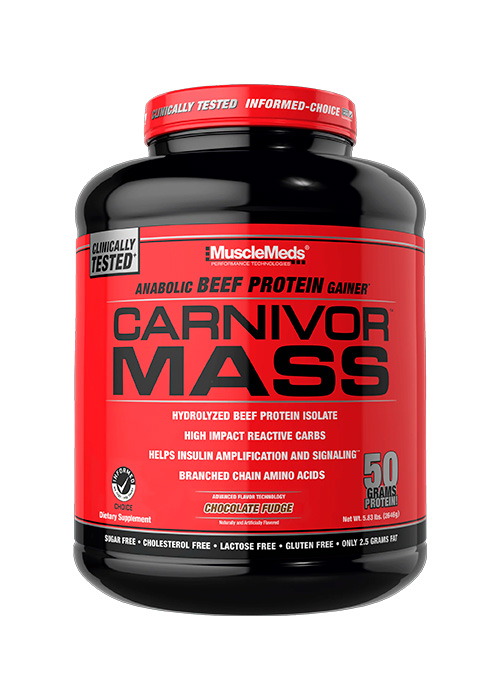 CLINICALLY TESTED INFORMED-CHOICE
CLINICALLY
TESTED†
MuscleMeds®
PERFORMANCE TECHNOLOGIES
ANABOLIC BEEF PROTEIN GAINER
CARNIVOR™
MASS
HYDROLYZED BEEF PROTEIN ISOLATE
HIGH IMPACT REACTIVE CARBS
HELPS INSULIN AMPLIFICATION AND SIGNALING
BRANCHED CHAIN AMINO ACIDS
INFORMED
CHOICE
Dietary Supplement
ADVANCED FLAVOR TECHNOLOGY
CHOCOLATE FUDGE
Naturally and Artificially Flavored
50
GRAMS
PROTEIN!
Net Wt. 5.83 lbs. (2646g)
SUGAR FREE • CHOLESTEROL FREE • LACTOSE FREE • GLUTEN FREE • ONLY 2.5 GRAMS FAT